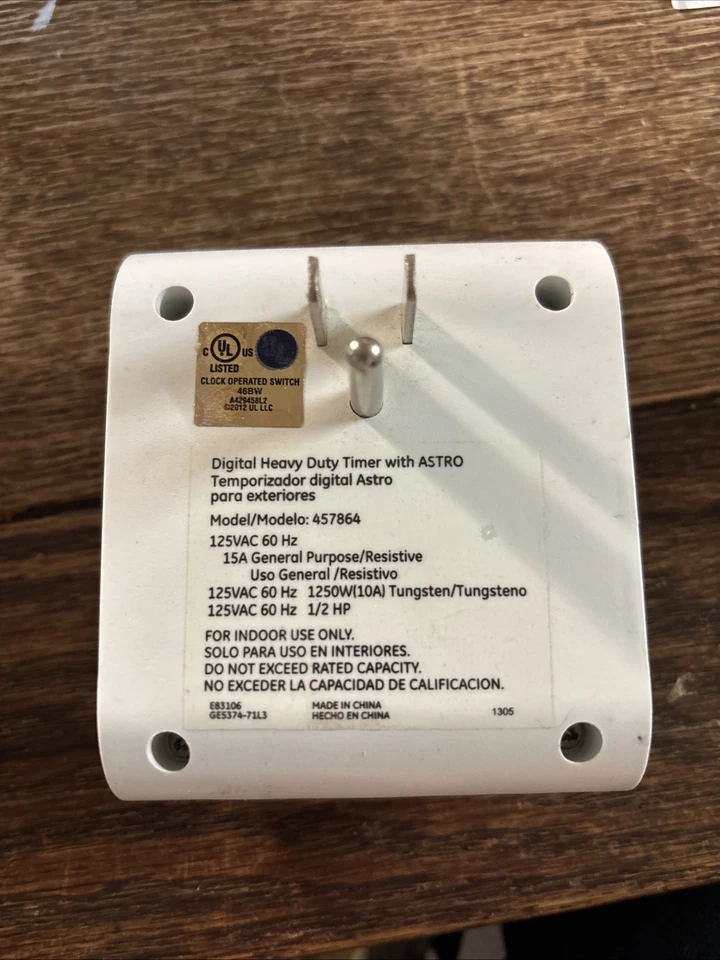 C UL US
LISTED
CLOCK OPERATED SWITCH
46BW
A429458LZ
©2012 UL LLC
Digital Heavy Duty Timer with ASTRO
Temporizador digital Astro
para exteriores
Model/Modelo: 457864
125VAC 60 Hz
15A General Purpose/Resistive
Uso General /Resistivo
125VAC 60 Hz 1250W(10A) Tungsten/Tungsteno
125VAC 60 Hz 1/2 HP
FOR INDOOR USE ONLY.
SOLO PARA USO EN INTERIORES.
DO NOT EXCEED RATED CAPACITY.
NO EXCEDER LA CAPACIDAD DE CALIFICACION.
E83106 MADE IN CHINA
GES374-71L3 HECHO EN CHINA 1305